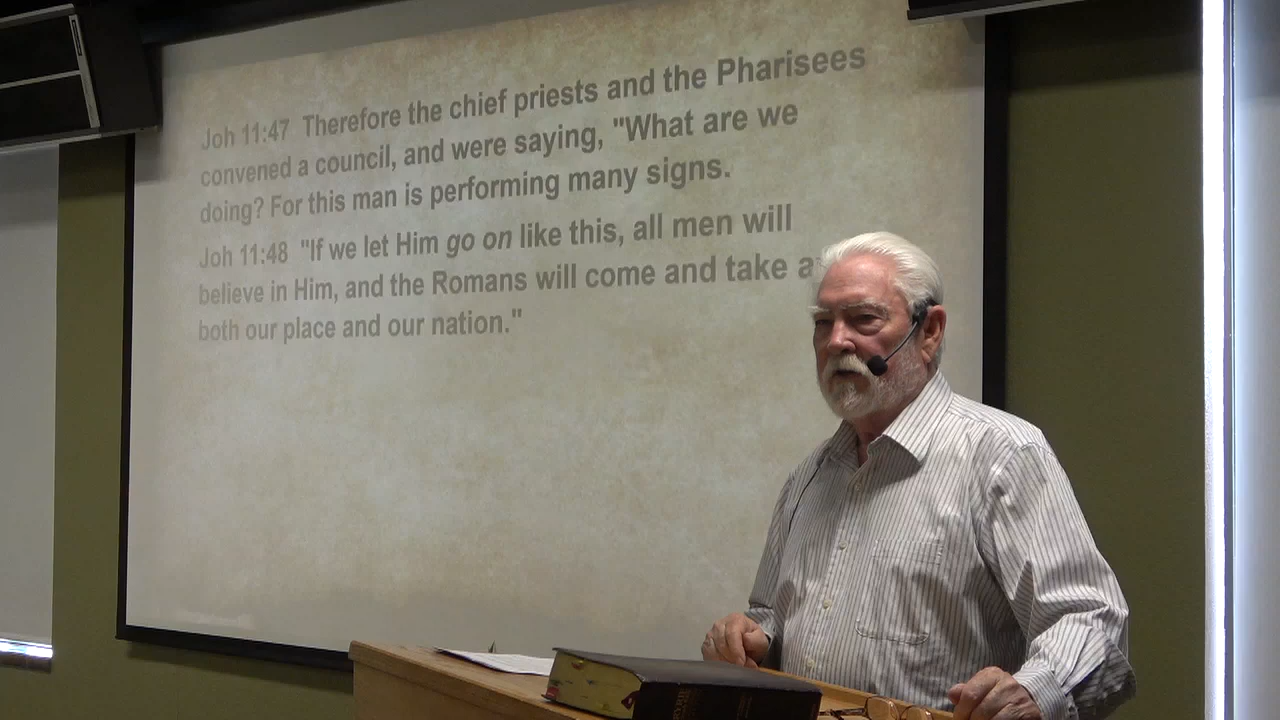 Joh 11:47 Therefore the chief priests and the Pharisees
convened a council, and were saying, "What are we
doing? For this man is performing many signs.
Joh 11:48 "If we let Him go on like this, all men will
believe in Him, and the Romans will come and take
both our place and our nation."